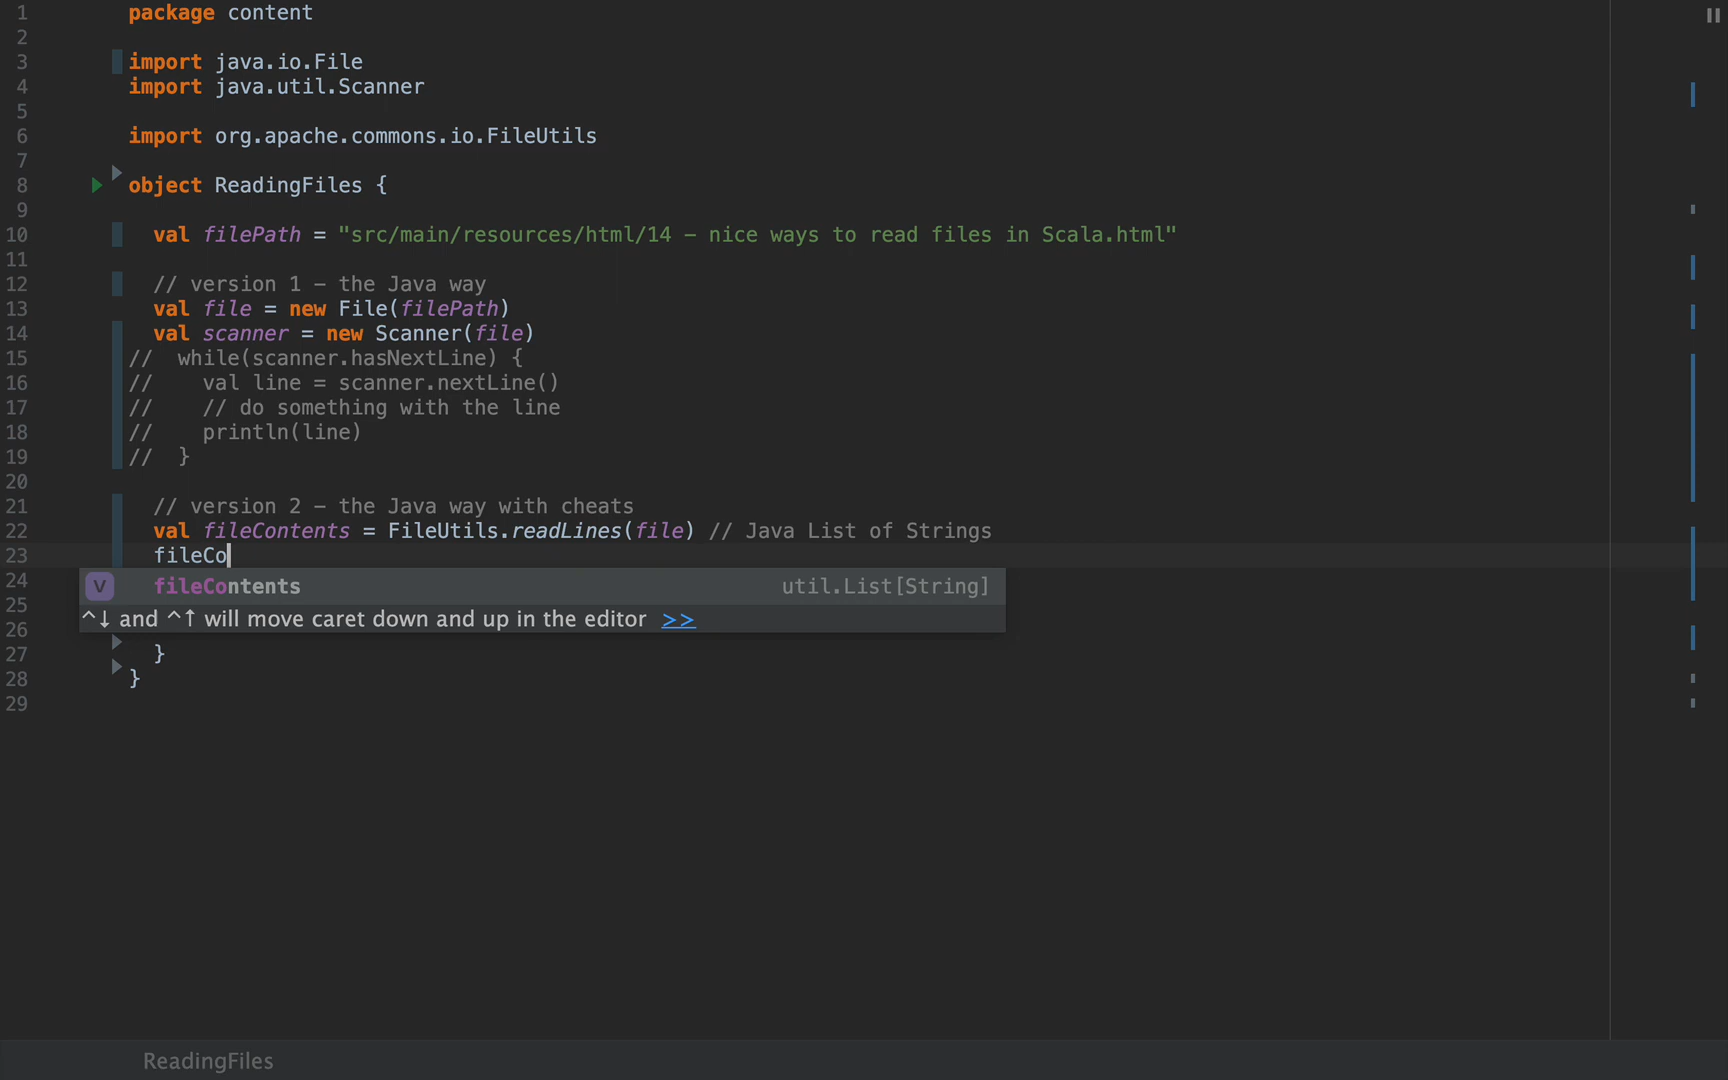 1 package content
2
3 import java.io.File
4 import java.util.Scanner
5
6 import org.apache.commons.io.FileUtils
7
8 object ReadingFiles {
9
10 val filePath = "src/main/resources/html/14 – nice ways to read files in Scala.html"
11
12 // version 1 – the Java way
13 val file = new File(filePath)
14 val scanner = new Scanner(file)
15 // while(scanner.hasNextLine) {
16 // val line = scanner.nextLine()
17 // // do something with the line
18 // println(line)
19 // }
20
21 // version 2 – the Java way with cheats
22 val fileContents = FileUtils.readLines(file) // Java List of Strings
23 fileCo
24 V fileContents util.List[String]
25
^↓ and ^↑ will move caret down and up in the editor >>
26
27 }
28 }
29
ReadingFiles